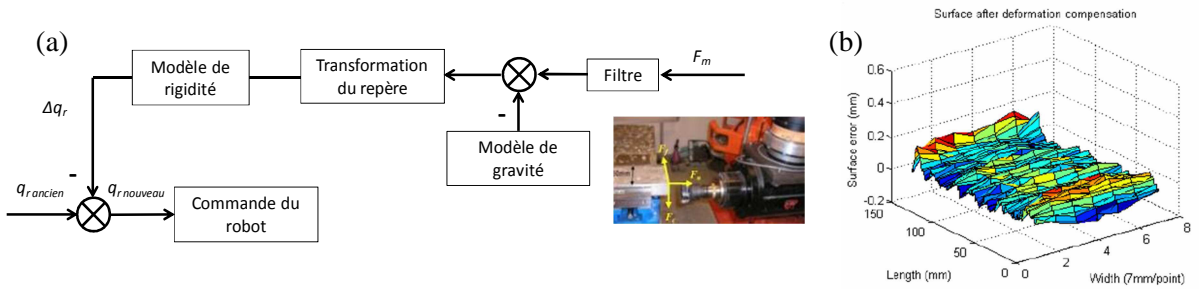 (a)
Modèle de
rigidité
Transformation
du repère
Filtre
F_m
-
Modèle de
gravité
Δq_r
-
q_r ancien
q_r nouveau
Commande du
robot
(b)
Surface after deformation compensation
Surface error (mm)
0.6
0.4
0.2
0
-0.2
150
100
50
0
Length (mm)
0
2
4
6
8
Width (7mm/point)